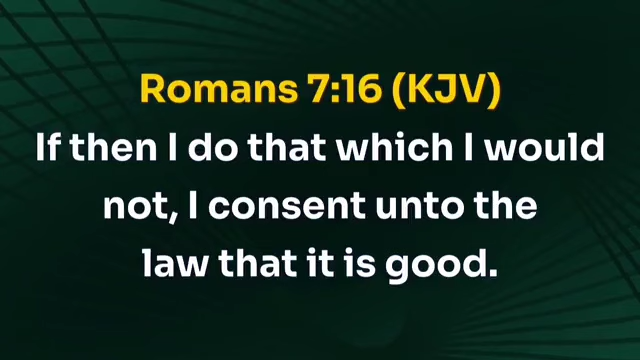 Romans 7:16 (KJV)
If then I do that which I would
not, I consent unto the
law that it is good.